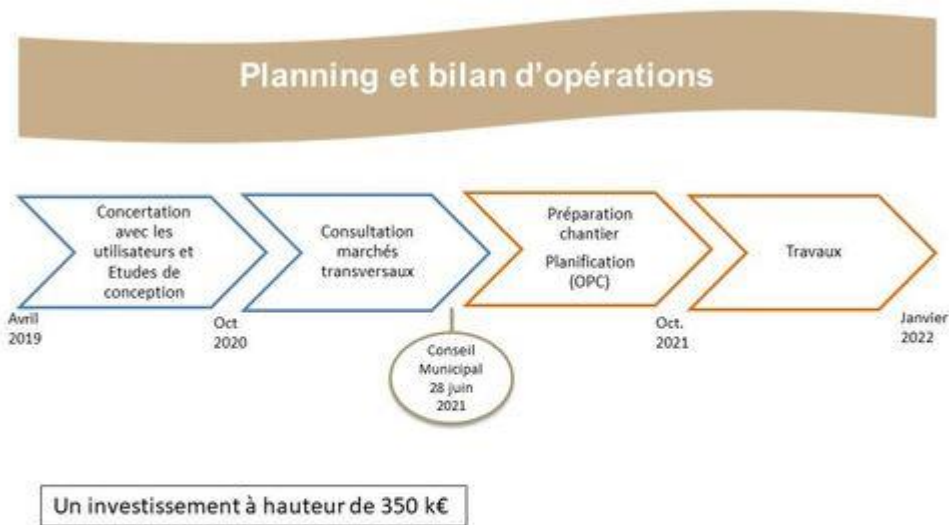 Planning et bilan d'opérations
Concertation
avec les
utilisateurs et
Etudes de
conception
Consultation
marchés
transversaux
Préparation
chantier
Planification
(OPC)
Travaux
Avril
2019
Oct
2020
Conseil
Municipal
28 juin
2021
Oct.
2021
Janvier
2022
Un investissement à hauteur de 350 k€